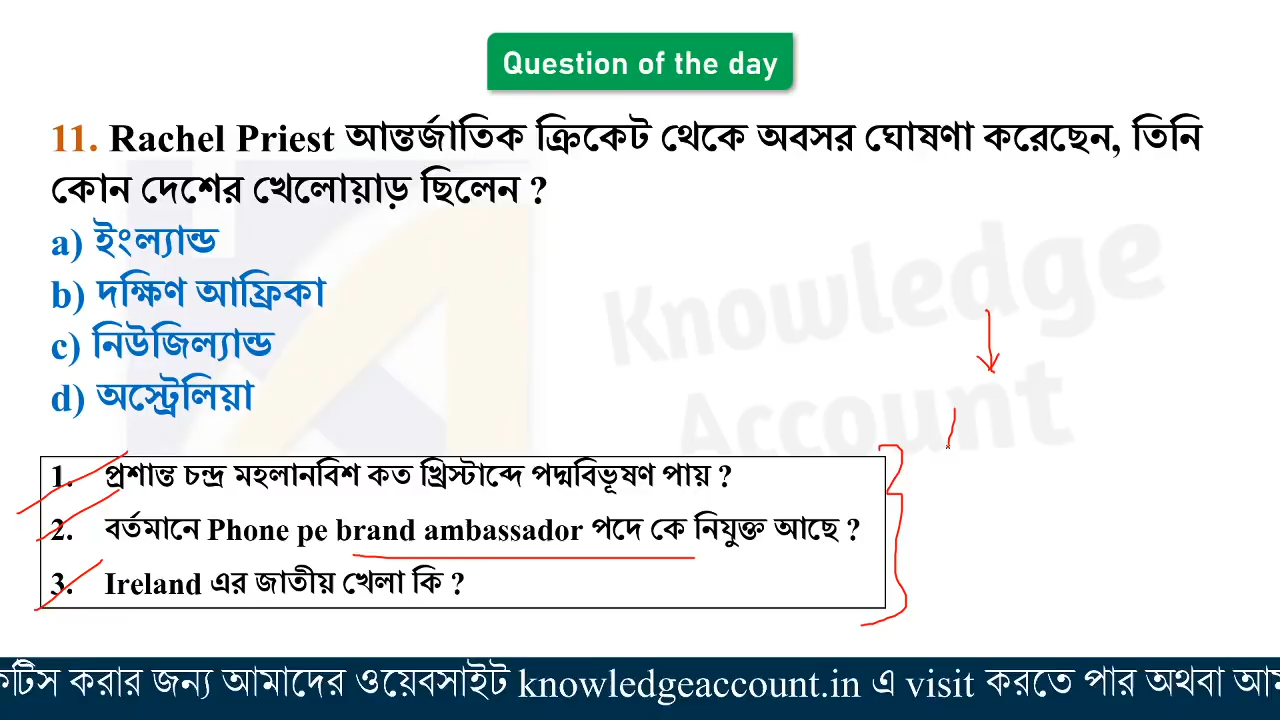 Question of the day
11. Rachel Priest আন্তর্জাতিক ক্রিকেট থেকে অবসর ঘোষণা করেছেন, তিনি
কোন দেশের খেলোয়াড় ছিলেন ?
a) ইংল্যান্ড
b) দক্ষিণ আফ্রিকা
c) নিউজিল্যান্ড
d) অস্ট্রেলিয়া
Knowledge
Account
1. প্রশান্ত চন্দ্র মহলানবিশ কত খ্রিস্টাব্দে পদ্মবিভূষণ পায় ?
2. বর্তমানে Phone pe brand ambassador পদে কে নিযুক্ত আছে ?
3. Ireland এর জাতীয় খেলা কি ?
করার জন্য আমাদের ওয়েবসাইট knowledgeaccount.in এ visit করতে পার অথবা